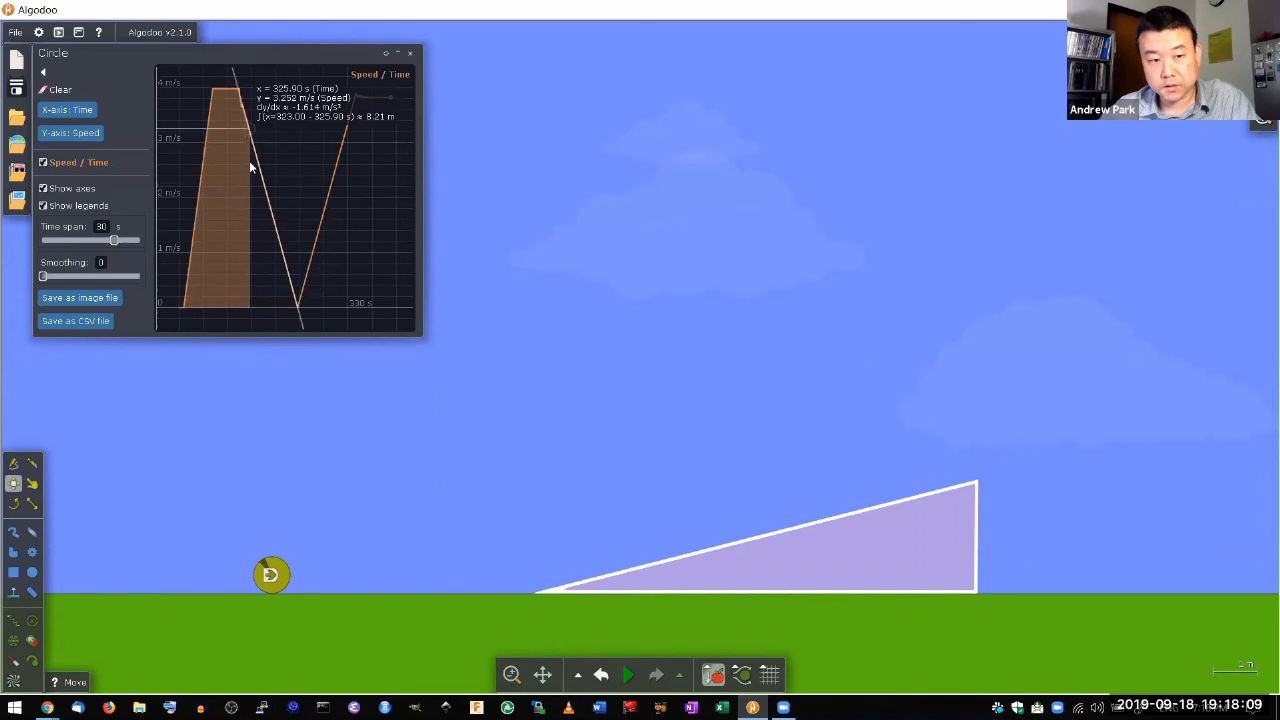 Algodoo
File
?
Algodoo v2.1.0
Circle
Clear
X-axis: Time
Y-axis: Speed
Speed / Time
Show axes
Show legends
Time span: 30 s
Smoothing: 0
Save as image file
Save as CSV file
Speed / Time
4 m/s
x = 325.90 s (Time)
y = 3.252 m/s (Speed)
dy/dx ≈ -1.614 m/s²
∫(x=323.00 - 325.90 s) ≈ 8.21 m
3 m/s
2 m/s
1 m/s
0
330 s
Andrew Park
1 m
? Move
2019-09-18 19:18:09